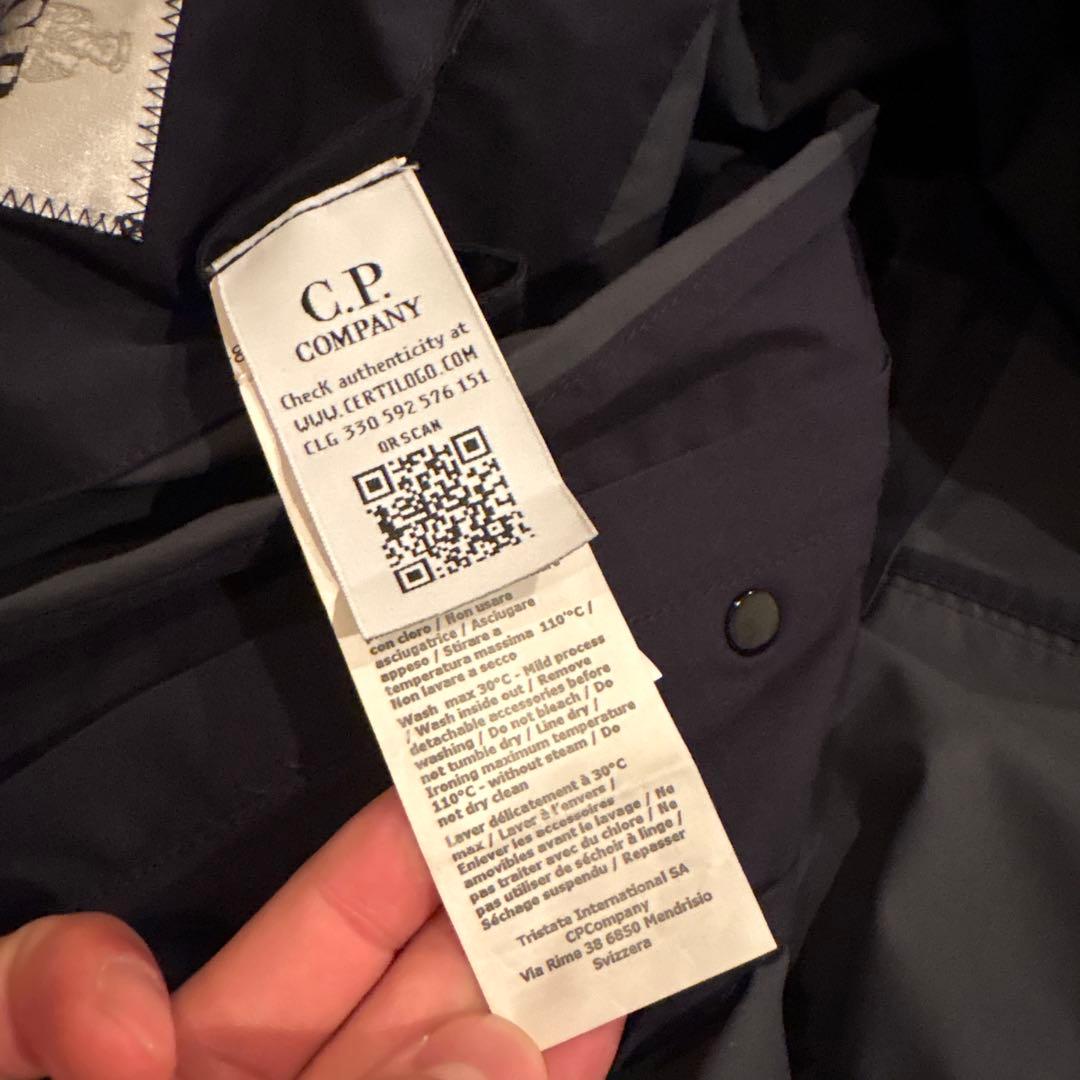 C.P.
COMPANY
Check authenticity at
WWW.CERTILOGO.COM
CLG 330 592 576 151
OR SCAN
con cloro / Non usare
asciugatrice / Asciugare
appeso / Stirare a
temperatura massima 110'°C /
Non lavare a secco
Wash max 30°C - Mild process
/ Wash inside out / Remove
detachable accessories before
washing / Do not bleach / Do
not tumble dry / Line dry /
Ironing maximum temperature
110°C - without steam / Do
not dry clean
Laver délicatement à 30°C
max / Laver à l'envers /
Enlever les accessoires
amovibles avant le lavage / Ne
pas traiter avec du chlore / Ne
pas utiliser de séchoir à linge /
Séchage suspendu / Repasser
Tristate International SA
CPCompany
Via Rime 38 6850 Mendrisio
Svizzera